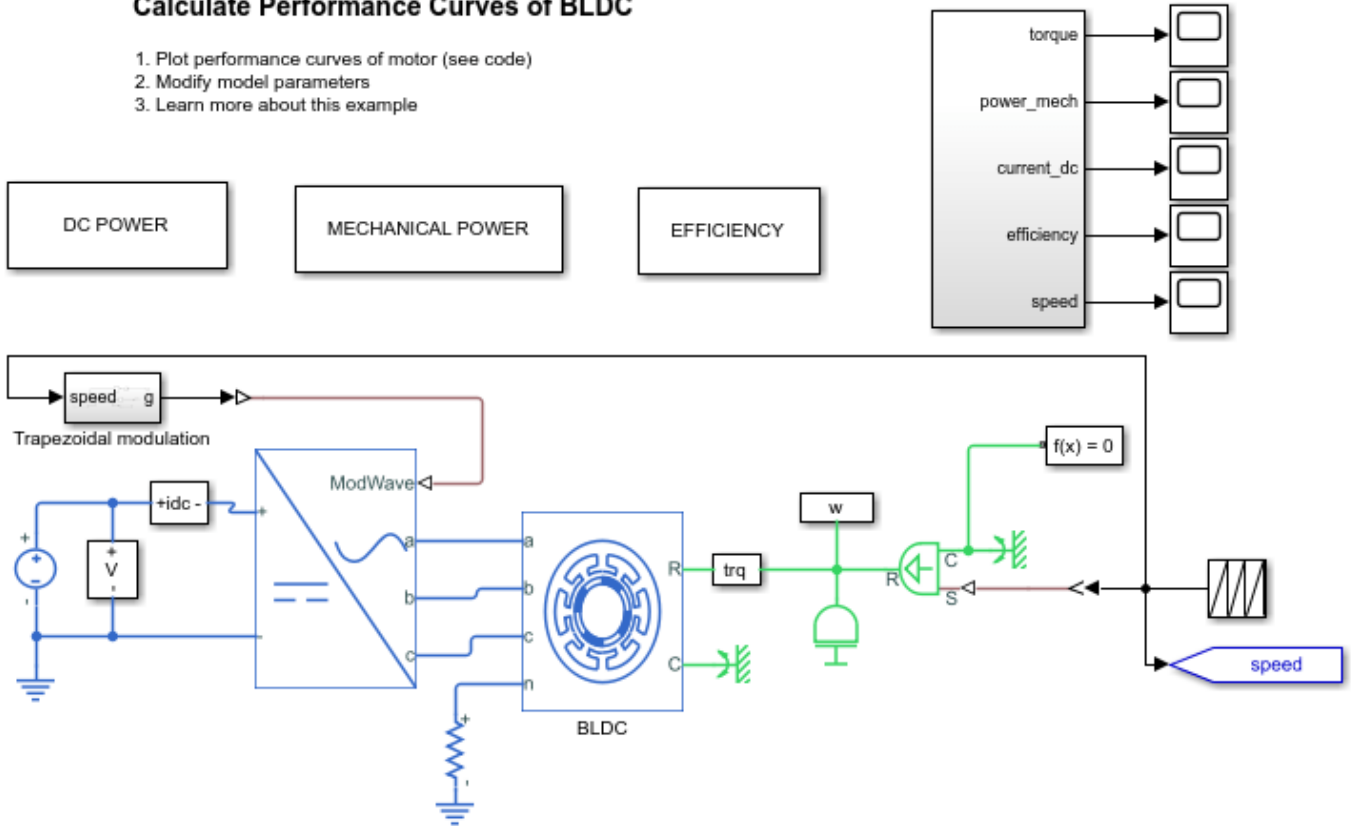 Calculate Performance Curves of BLDC
1. Plot performance curves of motor (see code)
2. Modify model parameters
3. Learn more about this example
torque
power_mech
current_dc
efficiency
speed
DC POWER
MECHANICAL POWER
EFFICIENCY
speed g
Trapezoidal modulation
ModWave
f(x) = 0
+idc -
+
+
w
+
-
+
V
-
-
a
a
b
b
c
c
n
R
trq
R
C
S
C
-
+
-
BLDC
speed